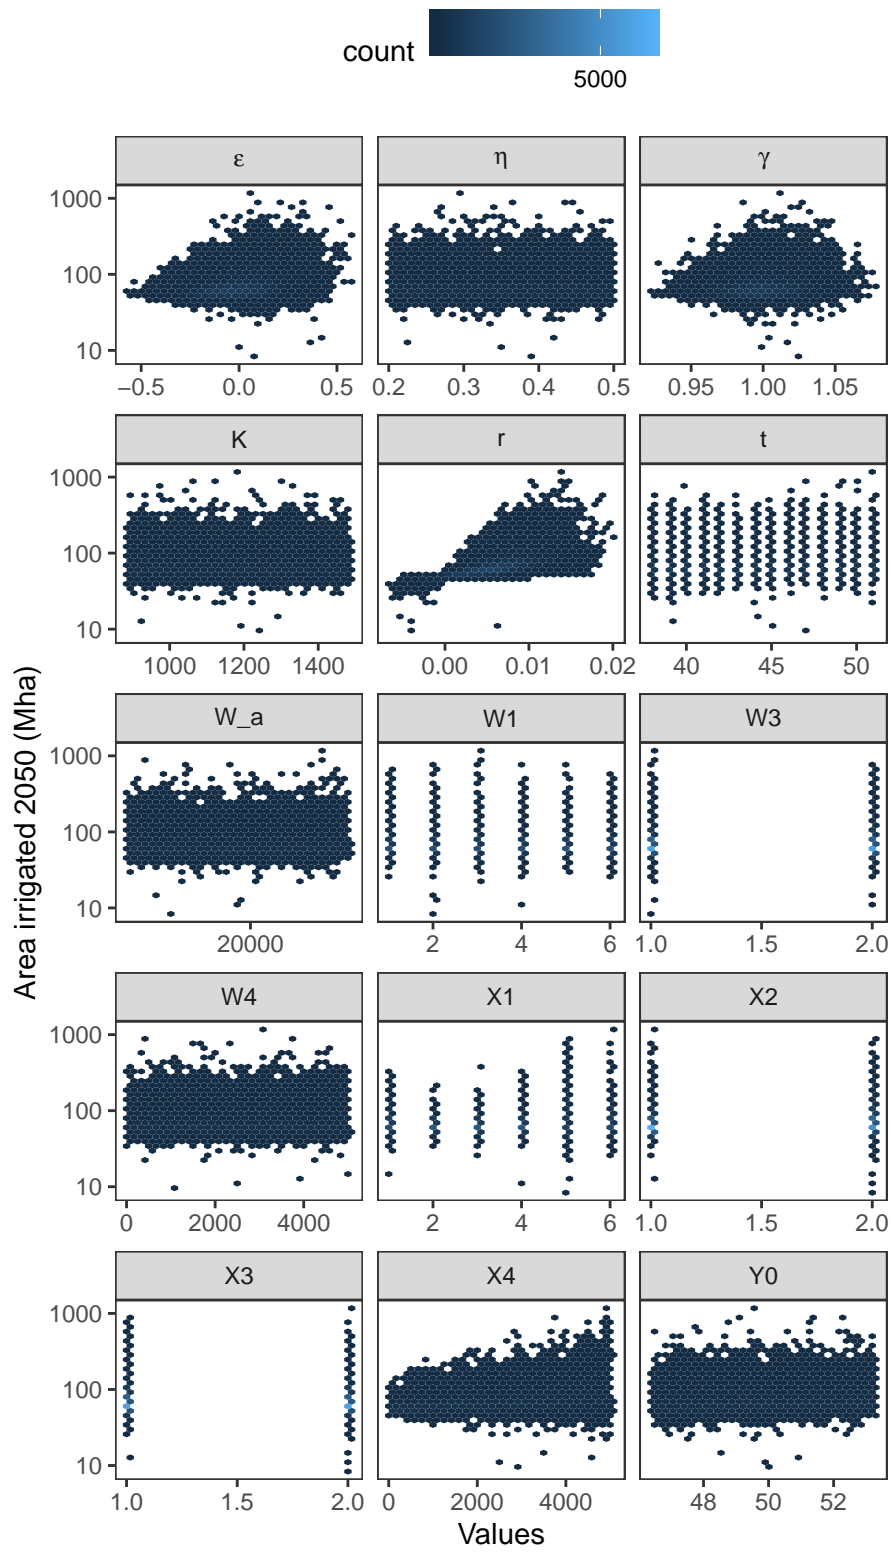 count
5000
ε η γ
1000
100
10
−0.5 0.0 0.5 0.2 0.3 0.4 0.5 0.95 1.00 1.05
K r t
1000
100
10
1000 1200 1400 0.00 0.01 0.02 40 45 50
W_a W1 W3
1000
100
10
20000 2 4 6 1.0 1.5 2.0
W4 X1 X2
1000
100
10
0 2000 4000 2 4 6 1.0 1.5 2.0
X3 X4 Y0
1000
100
10
1.0 1.5 2.0 0 2000 4000 48 50 52
Values
Area irrigated 2050 (Mha)